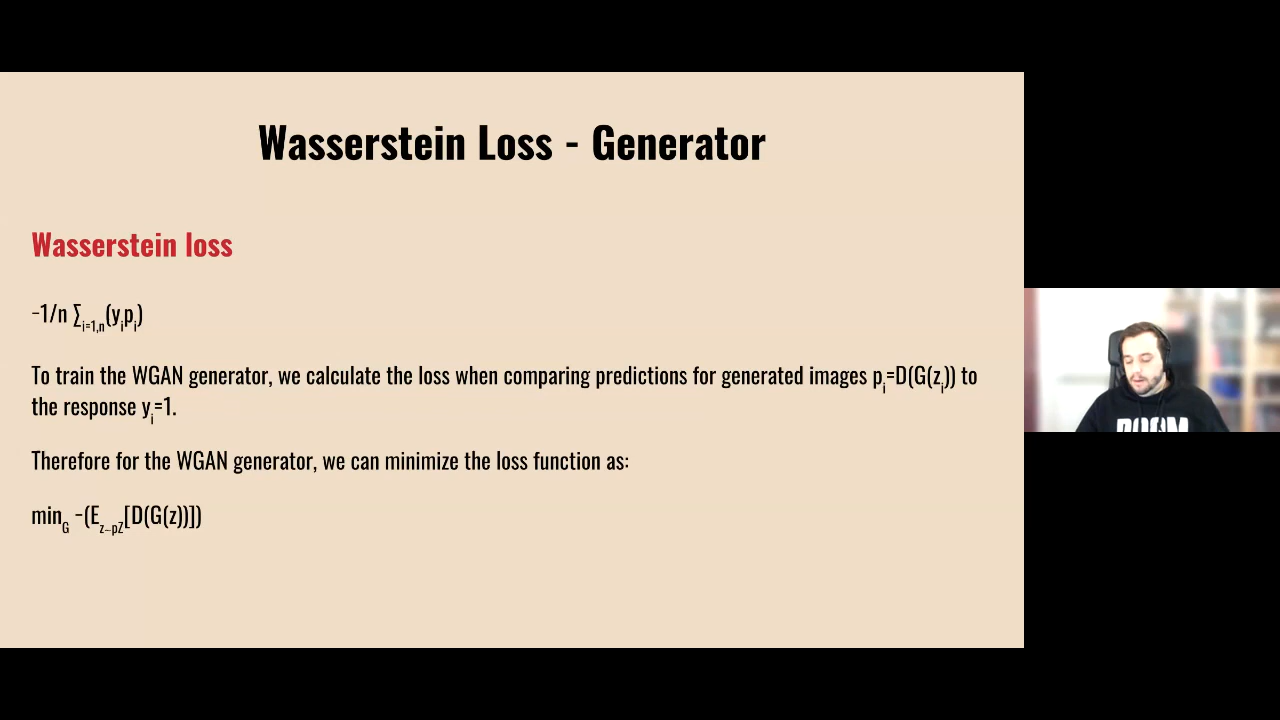 Wasserstein Loss - Generator
Wasserstein loss
−1/n ∑i=1,n(yipi)
To train the WGAN generator, we calculate the loss when comparing predictions for generated images pi=D(G(zi)) to
the response yi=1.
Therefore for the WGAN generator, we can minimize the loss function as:
minG −(Ez∼pZ[D(G(z))])